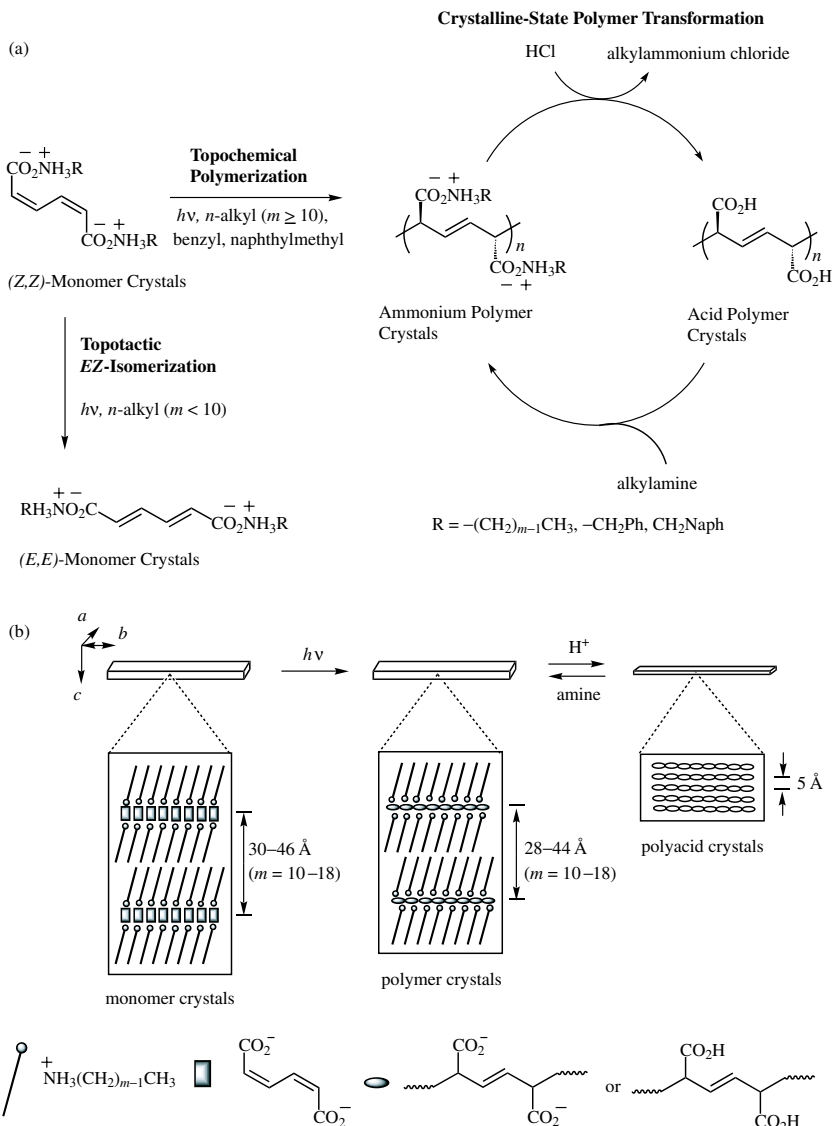 Crystalline-State Polymer Transformation
(a)
HCl
alkylammonium chloride
− +
CO₂NH₃R
− +
CO₂NH₃R
(Z,Z)-Monomer Crystals
Topochemical
Polymerization
hν, n-alkyl (m ≥ 10),
benzyl, naphthylmethyl
− +
CO₂NH₃R
n
CO₂NH₃R
− +
Ammonium Polymer
Crystals
CO₂H
n
CO₂H
Acid Polymer
Crystals
Topotactic
EZ-Isomerization
hν, n-alkyl (m < 10)
alkylamine
+ −
RH₃NO₂C
− +
CO₂NH₃R
(E,E)-Monomer Crystals
R = −(CH₂)ₘ₋₁CH₃, −CH₂Ph, CH₂Naph
(b)
a
b
c
hν
H⁺
amine
30–46 Å
(m = 10–18)
monomer crystals
28–44 Å
(m = 10–18)
polymer crystals
5 Å
polyacid crystals
+
NH₃(CH₂)ₘ₋₁CH₃
CO₂⁻
CO₂⁻
CO₂⁻
CO₂⁻
or
CO₂H
CO₂H